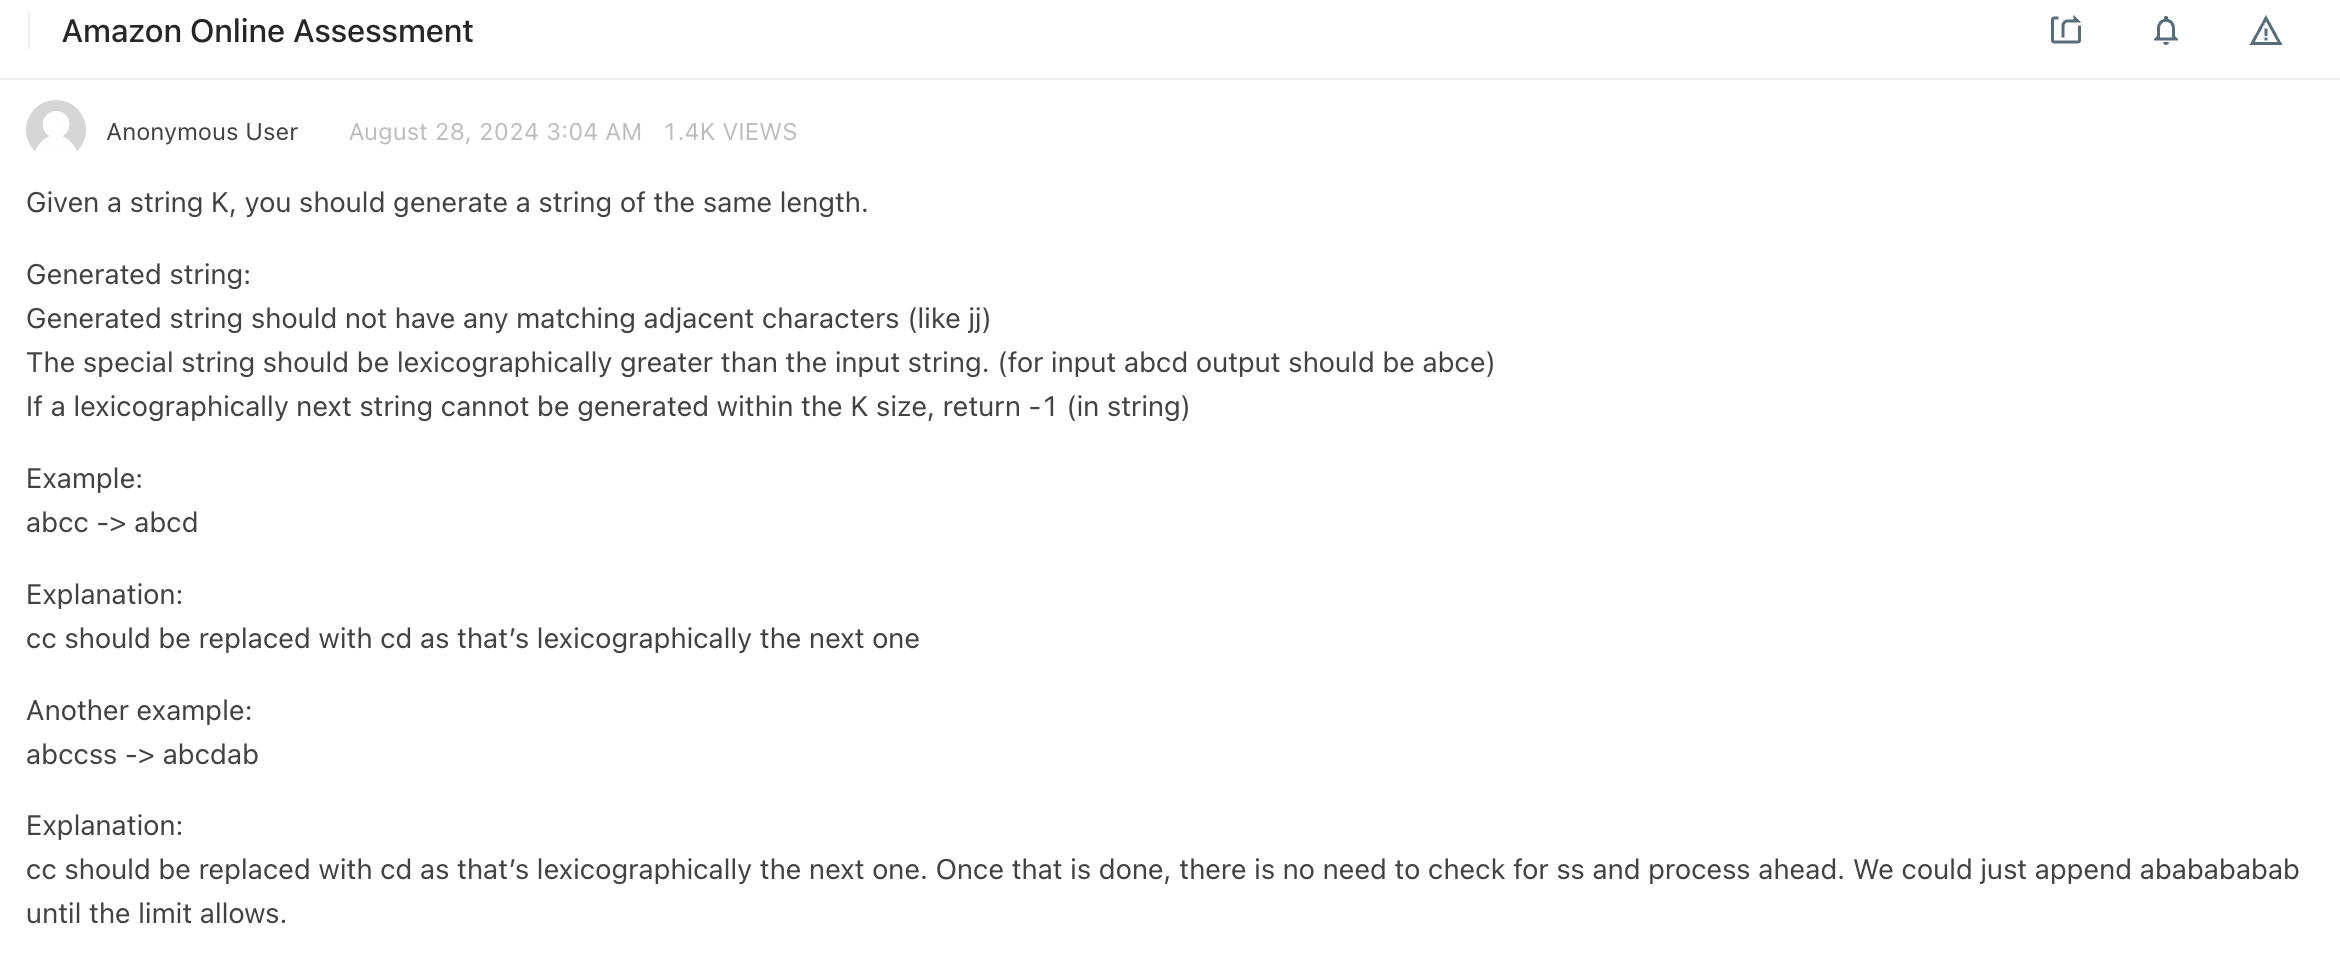 Amazon Online Assessment
Anonymous User August 28, 2024 3:04 AM 1.4K VIEWS
Given a string K, you should generate a string of the same length.
Generated string:
Generated string should not have any matching adjacent characters (like jj)
The special string should be lexicographically greater than the input string. (for input abcd output should be abce)
If a lexicographically next string cannot be generated within the K size, return -1 (in string)
Example:
abcc -> abcd
Explanation:
cc should be replaced with cd as that’s lexicographically the next one
Another example:
abccss -> abcdab
Explanation:
cc should be replaced with cd as that’s lexicographically the next one. Once that is done, there is no need to check for ss and process ahead. We could just append ababababab
until the limit allows.